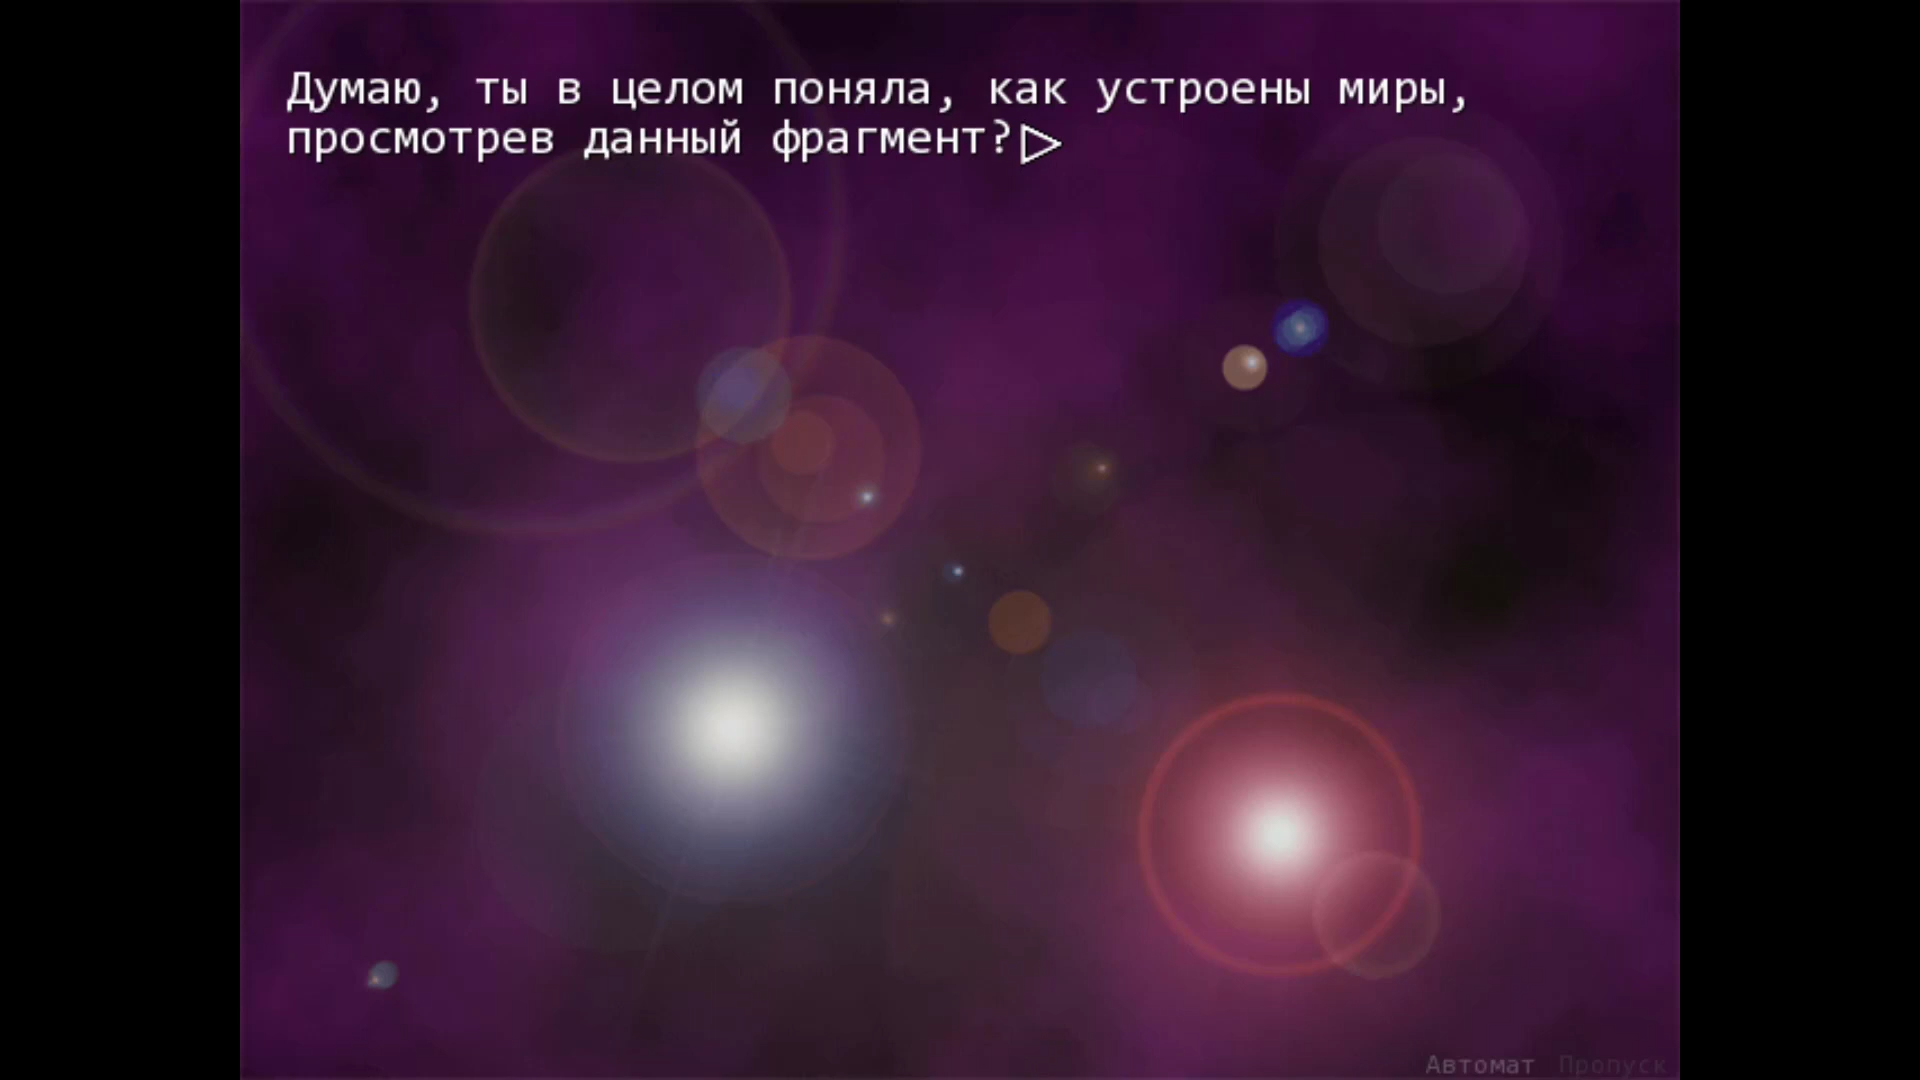 Думаю, ты в целом поняла, как устроены миры,
просмотрев данный фрагмент?
Автомат Пропуск